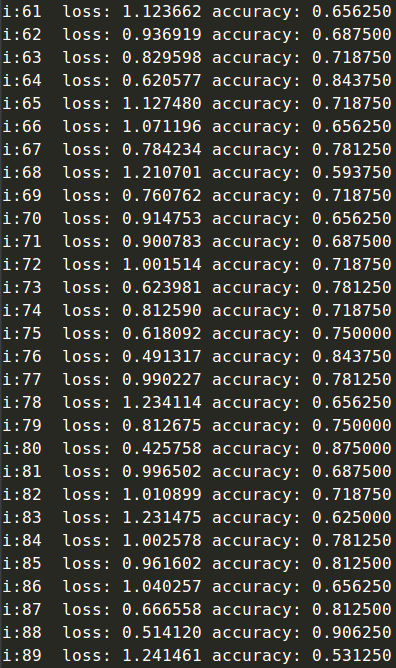 i:61  loss: 1.123662 accuracy: 0.656250
i:62  loss: 0.936919 accuracy: 0.687500
i:63  loss: 0.829598 accuracy: 0.718750
i:64  loss: 0.620577 accuracy: 0.843750
i:65  loss: 1.127480 accuracy: 0.718750
i:66  loss: 1.071196 accuracy: 0.656250
i:67  loss: 0.784234 accuracy: 0.781250
i:68  loss: 1.210701 accuracy: 0.593750
i:69  loss: 0.760762 accuracy: 0.718750
i:70  loss: 0.914753 accuracy: 0.656250
i:71  loss: 0.900783 accuracy: 0.687500
i:72  loss: 1.001514 accuracy: 0.718750
i:73  loss: 0.623981 accuracy: 0.781250
i:74  loss: 0.812590 accuracy: 0.718750
i:75  loss: 0.618092 accuracy: 0.750000
i:76  loss: 0.491317 accuracy: 0.843750
i:77  loss: 0.990227 accuracy: 0.781250
i:78  loss: 1.234114 accuracy: 0.656250
i:79  loss: 0.812675 accuracy: 0.750000
i:80  loss: 0.425758 accuracy: 0.875000
i:81  loss: 0.996502 accuracy: 0.687500
i:82  loss: 1.010899 accuracy: 0.718750
i:83  loss: 1.231475 accuracy: 0.625000
i:84  loss: 1.002578 accuracy: 0.781250
i:85  loss: 0.961602 accuracy: 0.812500
i:86  loss: 1.040257 accuracy: 0.656250
i:87  loss: 0.666558 accuracy: 0.812500
i:88  loss: 0.514120 accuracy: 0.906250
i:89  loss: 1.241461 accuracy: 0.531250